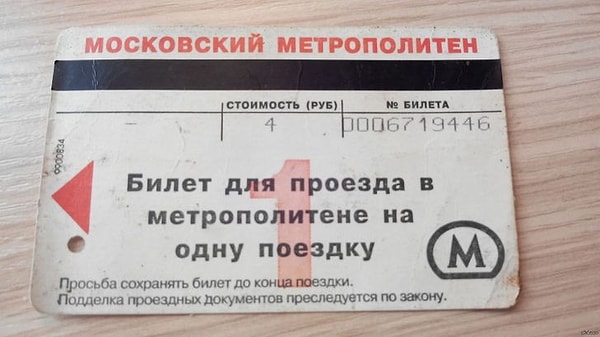 МОСКОВСКИЙ МЕТРОПОЛИТЕН
СТОИМОСТЬ (РУБ) № БИЛЕТА
– 4 0006719446
9900834
1
Билет для проезда в
метрополитене на
одну поездку
М
Просьба сохранять билет до конца поездки.
Подделка проездных документов преследуется по закону.